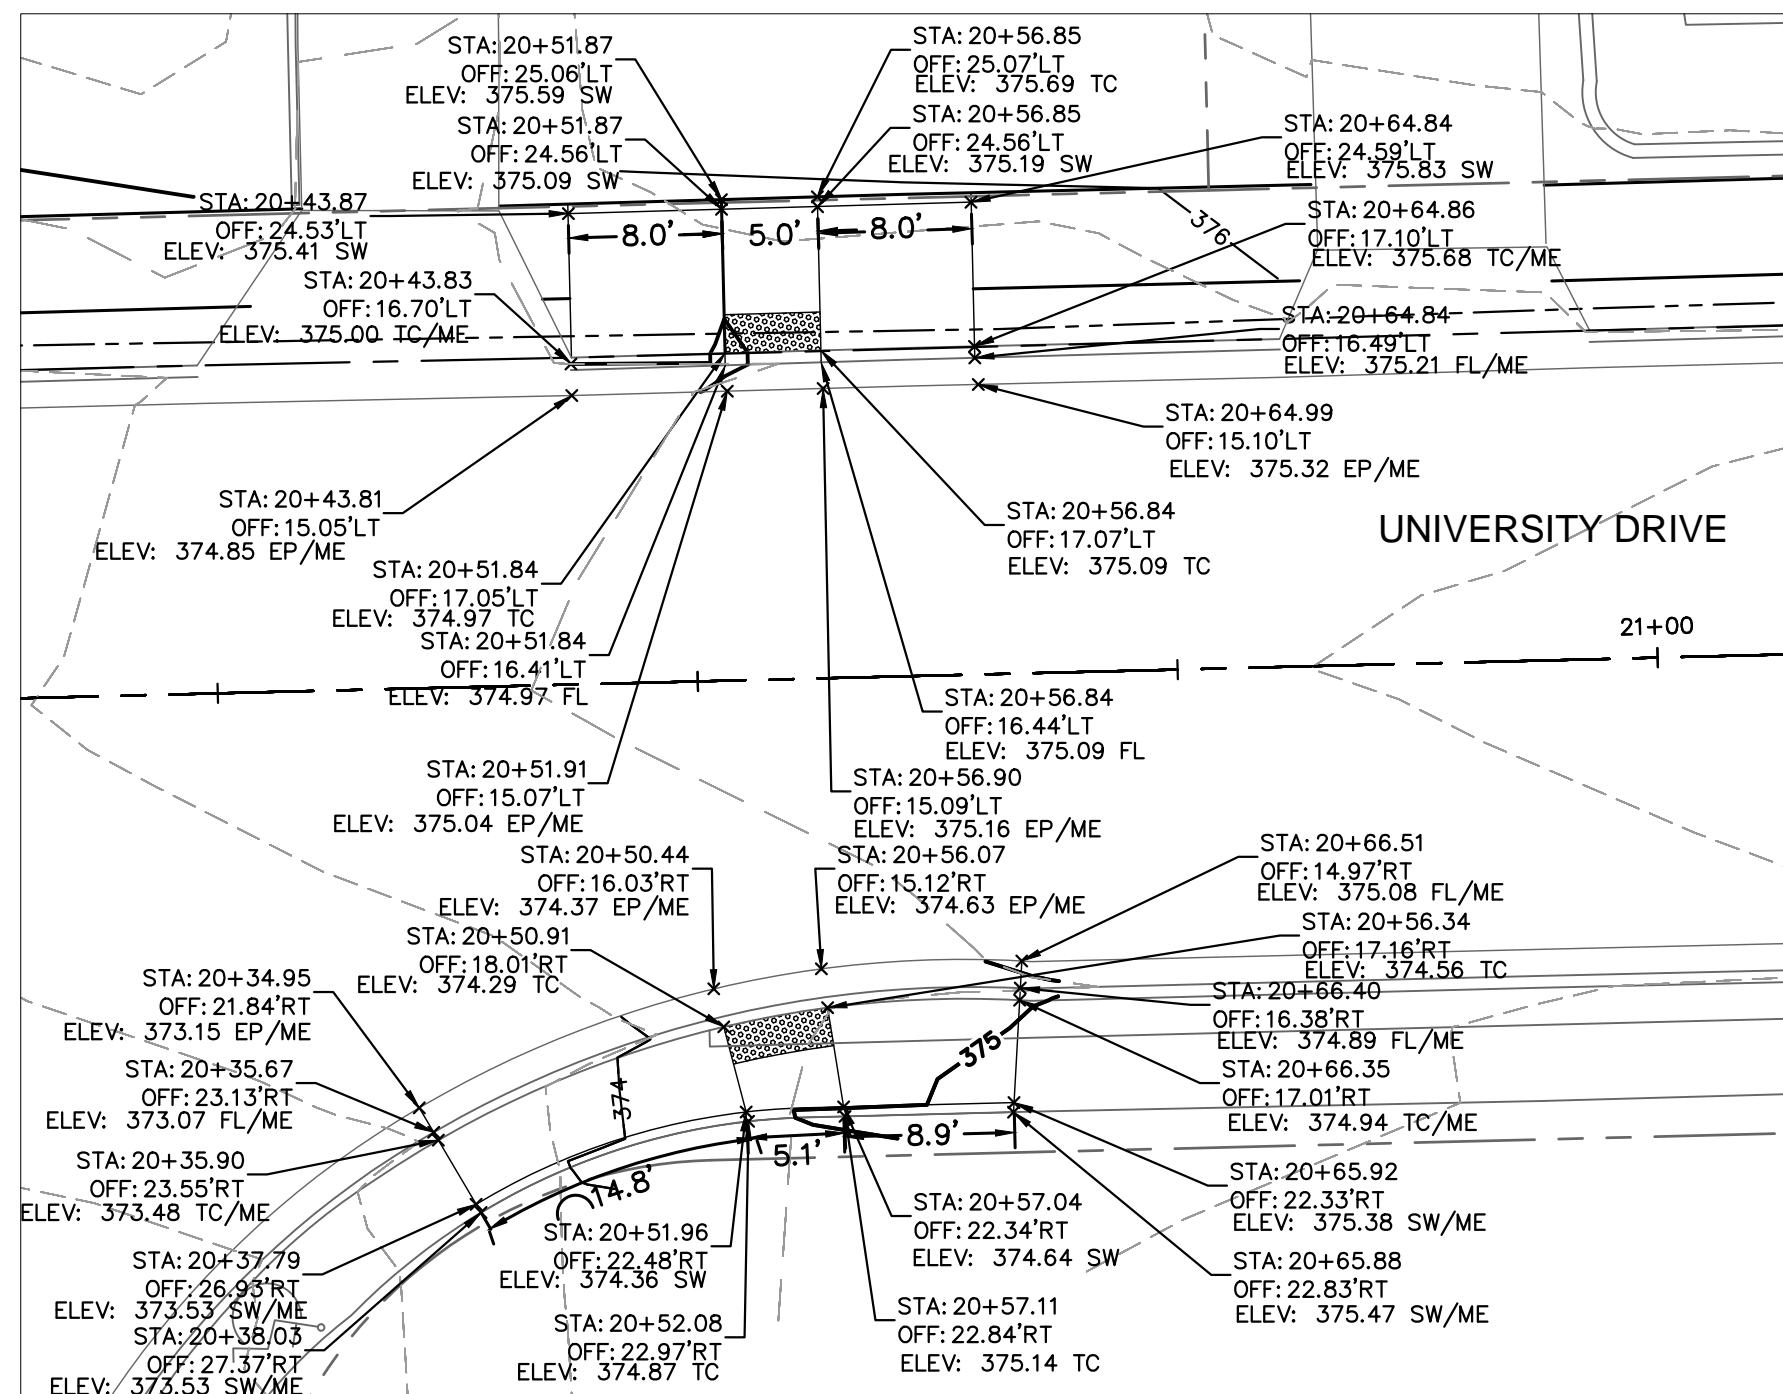 STA: 20+51.87
OFF: 25.06'LT
ELEV: 375.59 SW
STA: 20+56.85
OFF: 25.07'LT
ELEV: 375.69 TC
STA: 20+51.87
OFF: 24.56'LT
ELEV: 375.09 SW
STA: 20+56.85
OFF: 24.56'LT
ELEV: 375.19 SW
STA: 20+64.84
OFF: 24.59'LT
ELEV: 375.83 SW
STA: 20+43.87
OFF: 24.53'LT
ELEV: 375.41 SW
8.0'
5.0'
8.0'
376
STA: 20+64.86
OFF: 17.10'LT
ELEV: 375.68 TC/ME
STA: 20+43.83
OFF: 16.70'LT
ELEV: 375.00 TC/ME
STA: 20+64.84
OFF: 16.49'LT
ELEV: 375.21 FL/ME
STA: 20+64.99
OFF: 15.10'LT
ELEV: 375.32 EP/ME
STA: 20+43.81
OFF: 15.05'LT
ELEV: 374.85 EP/ME
STA: 20+56.84
OFF: 17.07'LT
ELEV: 375.09 TC
UNIVERSITY DRIVE
STA: 20+51.84
OFF: 17.05'LT
ELEV: 374.97 TC
STA: 20+51.84
OFF: 16.41'LT
ELEV: 374.97 FL
21+00
STA: 20+56.84
OFF: 16.44'LT
ELEV: 375.09 FL
STA: 20+51.91
OFF: 15.07'LT
ELEV: 375.04 EP/ME
STA: 20+56.90
OFF: 15.09'LT
ELEV: 375.16 EP/ME
STA: 20+50.44
OFF: 16.03'RT
ELEV: 374.37 EP/ME
STA: 20+56.07
OFF: 15.12'RT
ELEV: 374.63 EP/ME
STA: 20+66.51
OFF: 14.97'RT
ELEV: 375.08 FL/ME
STA: 20+50.91
OFF: 18.01'RT
ELEV: 374.29 TC
STA: 20+56.34
OFF: 17.16'RT
ELEV: 374.56 TC
STA: 20+34.95
OFF: 21.84'RT
ELEV: 373.15 EP/ME
STA: 20+66.40
OFF: 16.38'RT
ELEV: 374.89 FL/ME
STA: 20+35.67
OFF: 23.13'RT
ELEV: 373.07 FL/ME
374
375
STA: 20+66.35
OFF: 17.01'RT
ELEV: 374.94 TC/ME
STA: 20+35.90
OFF: 23.55'RT
ELEV: 373.48 TC/ME
14.8'
5.1'
8.9'
STA: 20+65.92
OFF: 22.33'RT
ELEV: 375.38 SW/ME
STA: 20+37.79
OFF: 26.93'RT
ELEV: 373.53 SW/ME
STA: 20+51.96
OFF: 22.48'RT
ELEV: 374.36 SW
STA: 20+57.04
OFF: 22.34'RT
ELEV: 374.64 SW
STA: 20+65.88
OFF: 22.83'RT
ELEV: 375.47 SW/ME
STA: 20+38.03
OFF: 27.37'RT
ELEV: 373.53 SW/ME
STA: 20+52.08
OFF: 22.97'RT
ELEV: 374.87 TC
STA: 20+57.11
OFF: 22.84'RT
ELEV: 375.14 TC